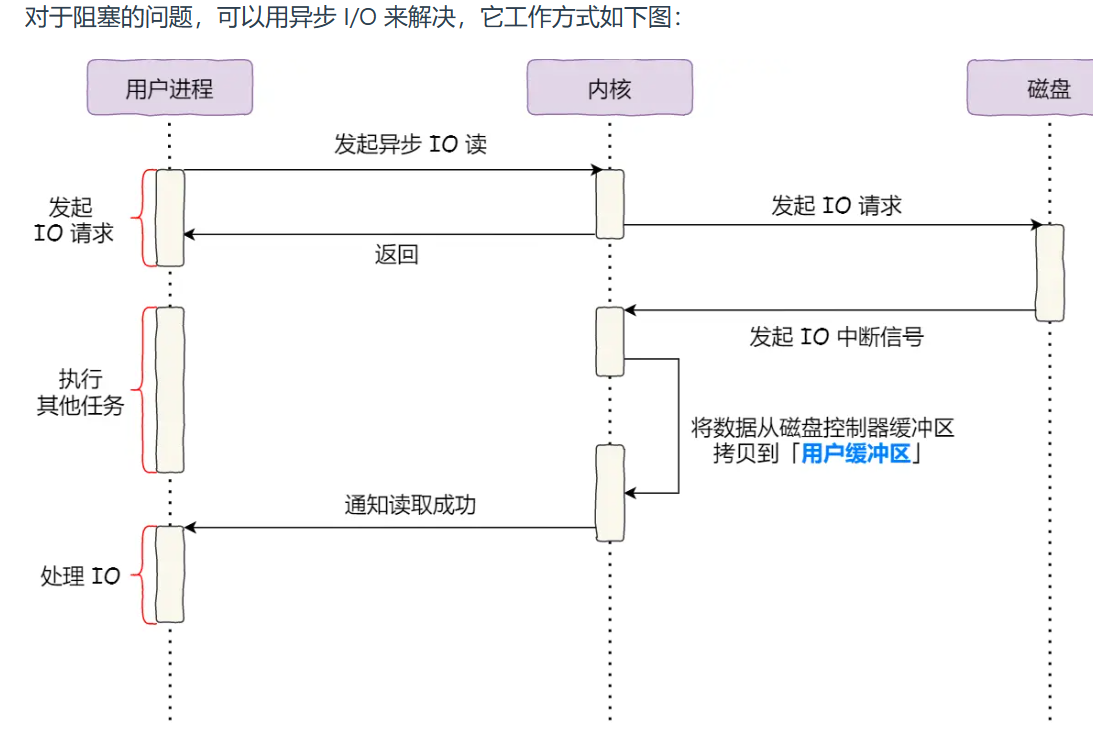 对于阻塞的问题，可以用异步 I/O 来解决，它工作方式如下图：
用户进程
内核
磁盘
发起异步 IO 读
发起
IO 请求
发起 IO 请求
返回
发起 IO 中断信号
执行
其他任务
将数据从磁盘控制器缓冲区
拷贝到「用户缓冲区」
通知读取成功
处理 IO